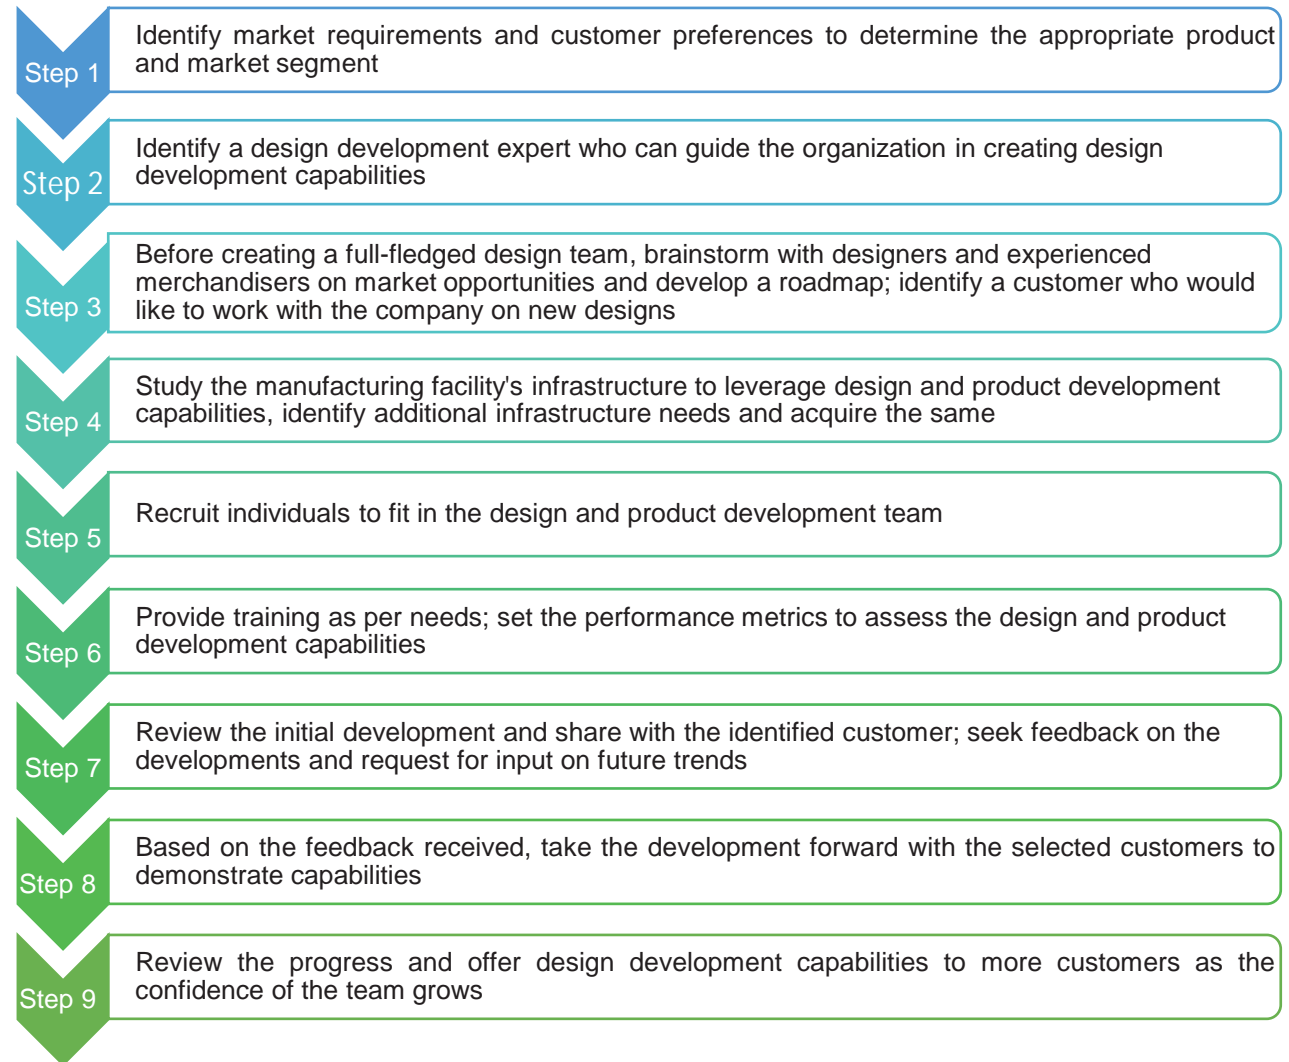 Step 1
Identify market requirements and customer preferences to determine the appropriate product
and market segment
Step 2
Identify a design development expert who can guide the organization in creating design
development capabilities
Step 3
Before creating a full-fledged design team, brainstorm with designers and experienced
merchandisers on market opportunities and develop a roadmap; identify a customer who would
like to work with the company on new designs
Step 4
Study the manufacturing facility's infrastructure to leverage design and product development
capabilities, identify additional infrastructure needs and acquire the same
Step 5
Recruit individuals to fit in the design and product development team
Step 6
Provide training as per needs; set the performance metrics to assess the design and product
development capabilities
Step 7
Review the initial development and share with the identified customer; seek feedback on the
developments and request for input on future trends
Step 8
Based on the feedback received, take the development forward with the selected customers to
demonstrate capabilities
Step 9
Review the progress and offer design development capabilities to more customers as the
confidence of the team grows